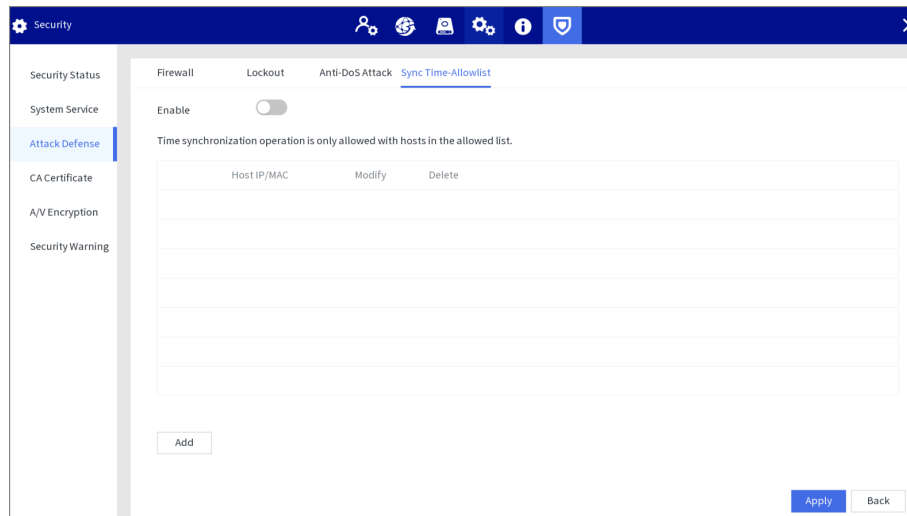 Security
Security Status
System Service
Attack Defense
CA Certificate
A/V Encryption
Security Warning
Firewall Lockout Anti-DoS Attack Sync Time-Allowlist
Enable
Time synchronization operation is only allowed with hosts in the allowed list.
Host IP/MAC Modify Delete
Add
Apply Back